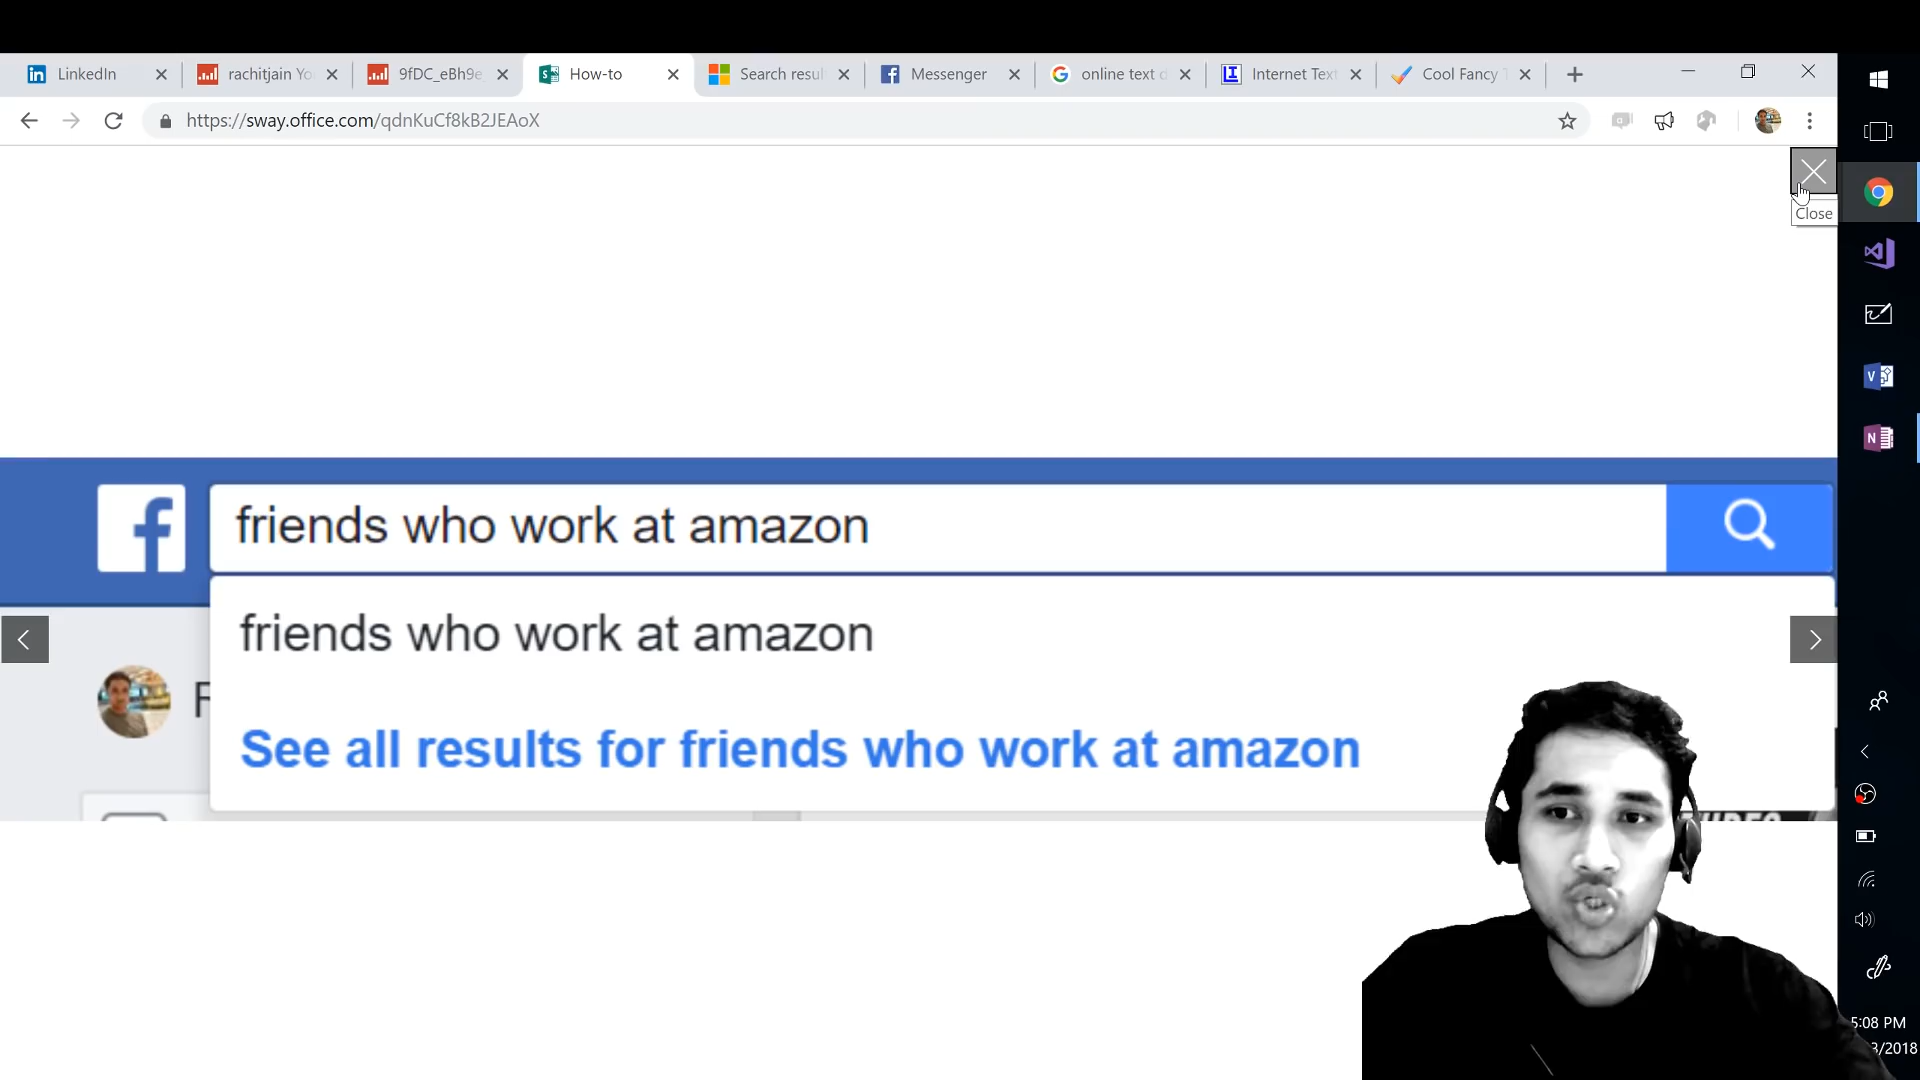 LinkedIn
rachitjain Yo
9fDC_eBh9e
How-to
Search resul
Messenger
online text d
Internet Text
Cool Fancy T
https://sway.office.com/qdnKuCf8kB2JEAoX
Close
friends who work at amazon
friends who work at amazon
See all results for friends who work at amazon
5:08 PM
3/2018